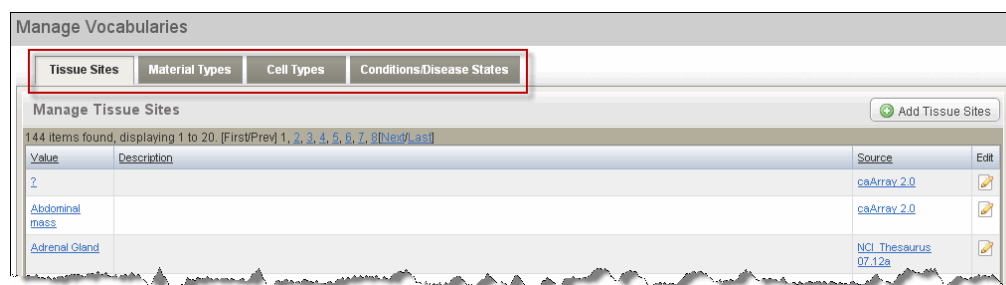 Manage Vocabularies
Tissue Sites Material Types Cell Types Conditions/Disease States
Manage Tissue Sites Add Tissue Sites
144 items found, displaying 1 to 20. [First/Prev] 1, 2, 3, 4, 5, 6, 7, 8[Next/Last]
Value Description Source Edit
? caArray 2.0
Abdominal caArray 2.0
mass
Adrenal Gland NCI Thesaurus
07.12a